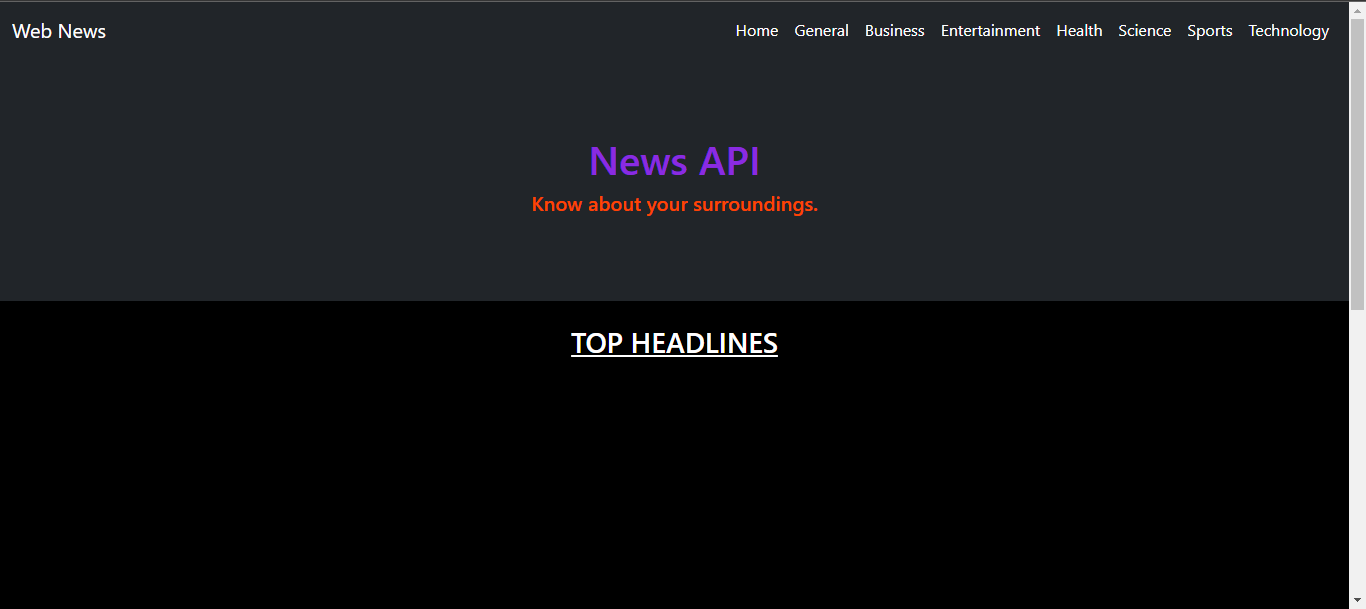 Web News
Home General Business Entertainment Health Science Sports Technology
News API
Know about your surroundings.
TOP HEADLINES